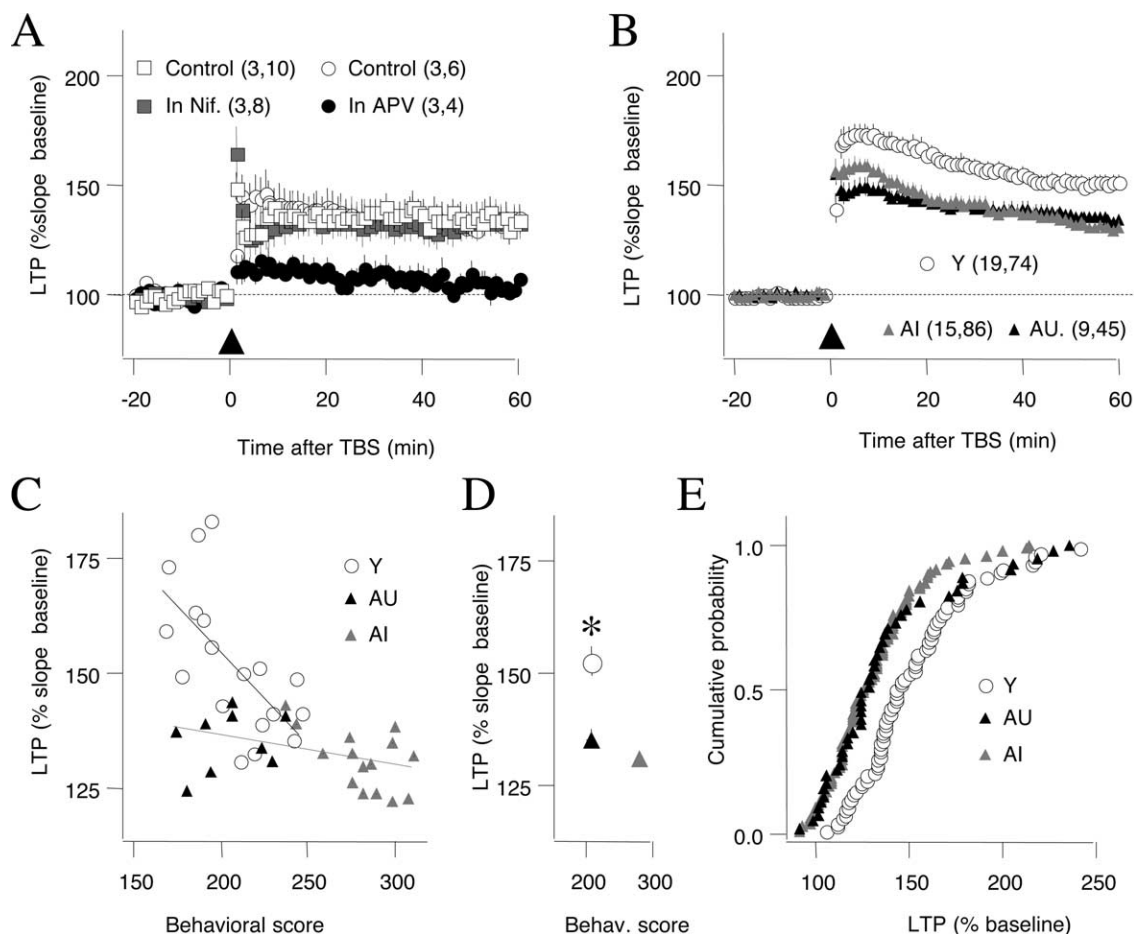 A
LTP (%slope baseline)
200
150
100
Control (3,10)
Control (3,6)
In Nif. (3,8)
In APV (3,4)
-20
0
20
40
60
Time after TBS (min)
B
LTP (%slope baseline)
200
150
100
Y (19,74)
AI (15,86)
AU. (9,45)
-20
0
20
40
60
Time after TBS (min)
C
LTP (% slope baseline)
175
150
125
Y
AU
AI
150
200
250
300
Behavioral score
D
LTP (% slope baseline)
175
150
125
*
200
300
Behav. score
E
Cumulative probability
1.0
0.5
0.0
Y
AU
AI
100
150
200
250
LTP (% baseline)